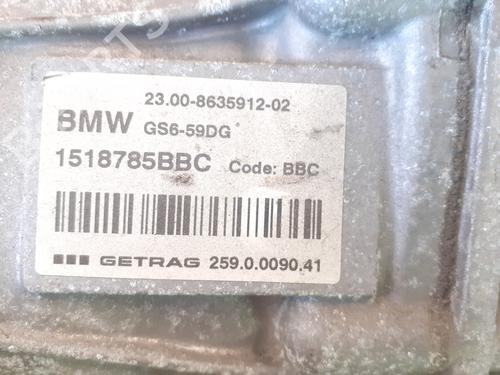 23.00-8635912-02
BMW GS6-59DG
1518785BBC Code: BBC
GETRAG 259.0.0090.41